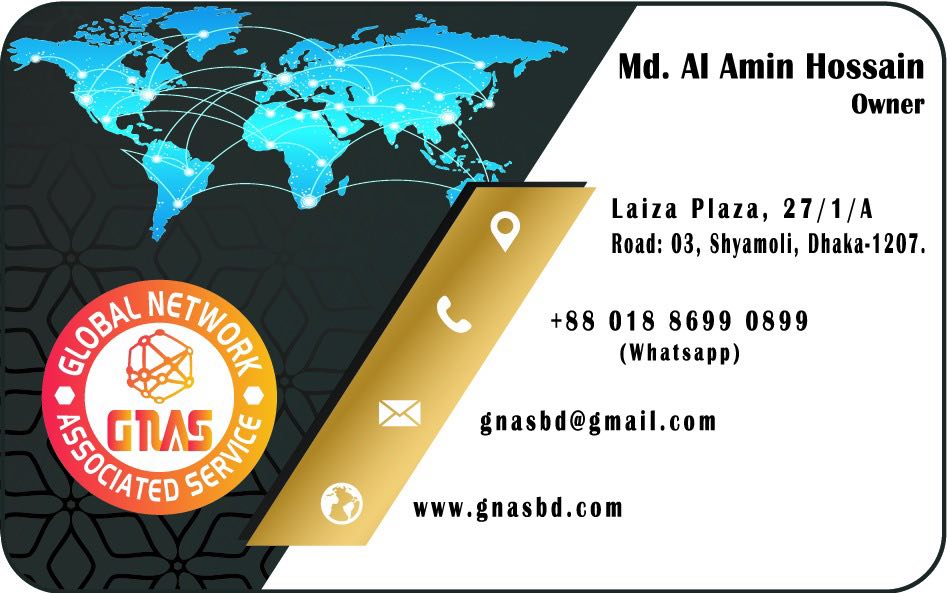 Md. Al Amin Hossain
Owner
Laiza Plaza, 27/1/A
Road: 03, Shyamoli, Dhaka-1207.
+88 018 8699 0899
(Whatsapp)
gnasbd@gmail.com
www.gnasbd.com
GLOBAL NETWORK
GNAS
ASSOCIATED SERVICE